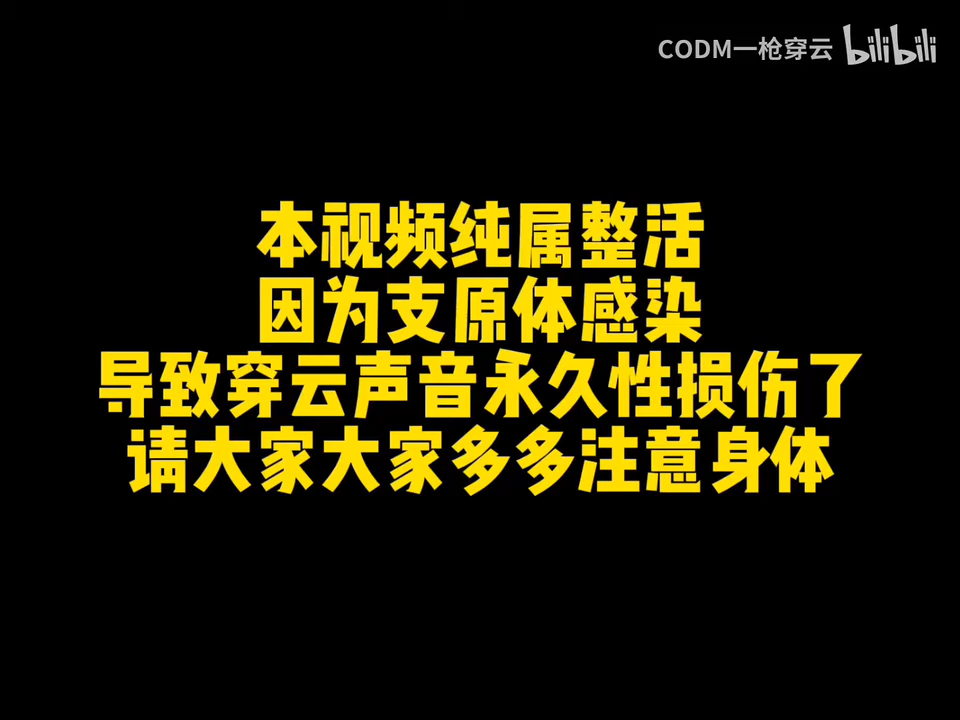 CODM一枪穿云 bilibili
本视频纯属整活
因为支原体感染
导致穿云声音永久性损伤了
请大家大家多多注意身体